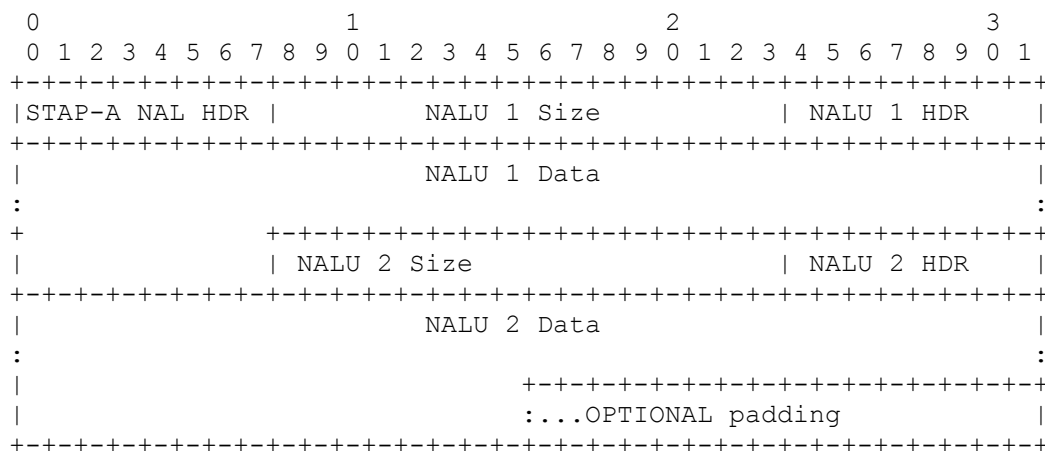 0                   1                   2                   3
 0 1 2 3 4 5 6 7 8 9 0 1 2 3 4 5 6 7 8 9 0 1 2 3 4 5 6 7 8 9 0 1
+-+-+-+-+-+-+-+-+-+-+-+-+-+-+-+-+-+-+-+-+-+-+-+-+-+-+-+-+-+-+-+-+
|STAP-A NAL HDR |         NALU 1 Size           | NALU 1 HDR    |
+-+-+-+-+-+-+-+-+-+-+-+-+-+-+-+-+-+-+-+-+-+-+-+-+-+-+-+-+-+-+-+-+
|                         NALU 1 Data                           |
:                                                               :
+               +-+-+-+-+-+-+-+-+-+-+-+-+-+-+-+-+-+-+-+-+-+-+-+-+
|               | NALU 2 Size                   | NALU 2 HDR    |
+-+-+-+-+-+-+-+-+-+-+-+-+-+-+-+-+-+-+-+-+-+-+-+-+-+-+-+-+-+-+-+-+
|                         NALU 2 Data                           |
:                                                               :
|                               +-+-+-+-+-+-+-+-+-+-+-+-+-+-+-+-+
|                               :...OPTIONAL padding            |
+-+-+-+-+-+-+-+-+-+-+-+-+-+-+-+-+-+-+-+-+-+-+-+-+-+-+-+-+-+-+-+-+